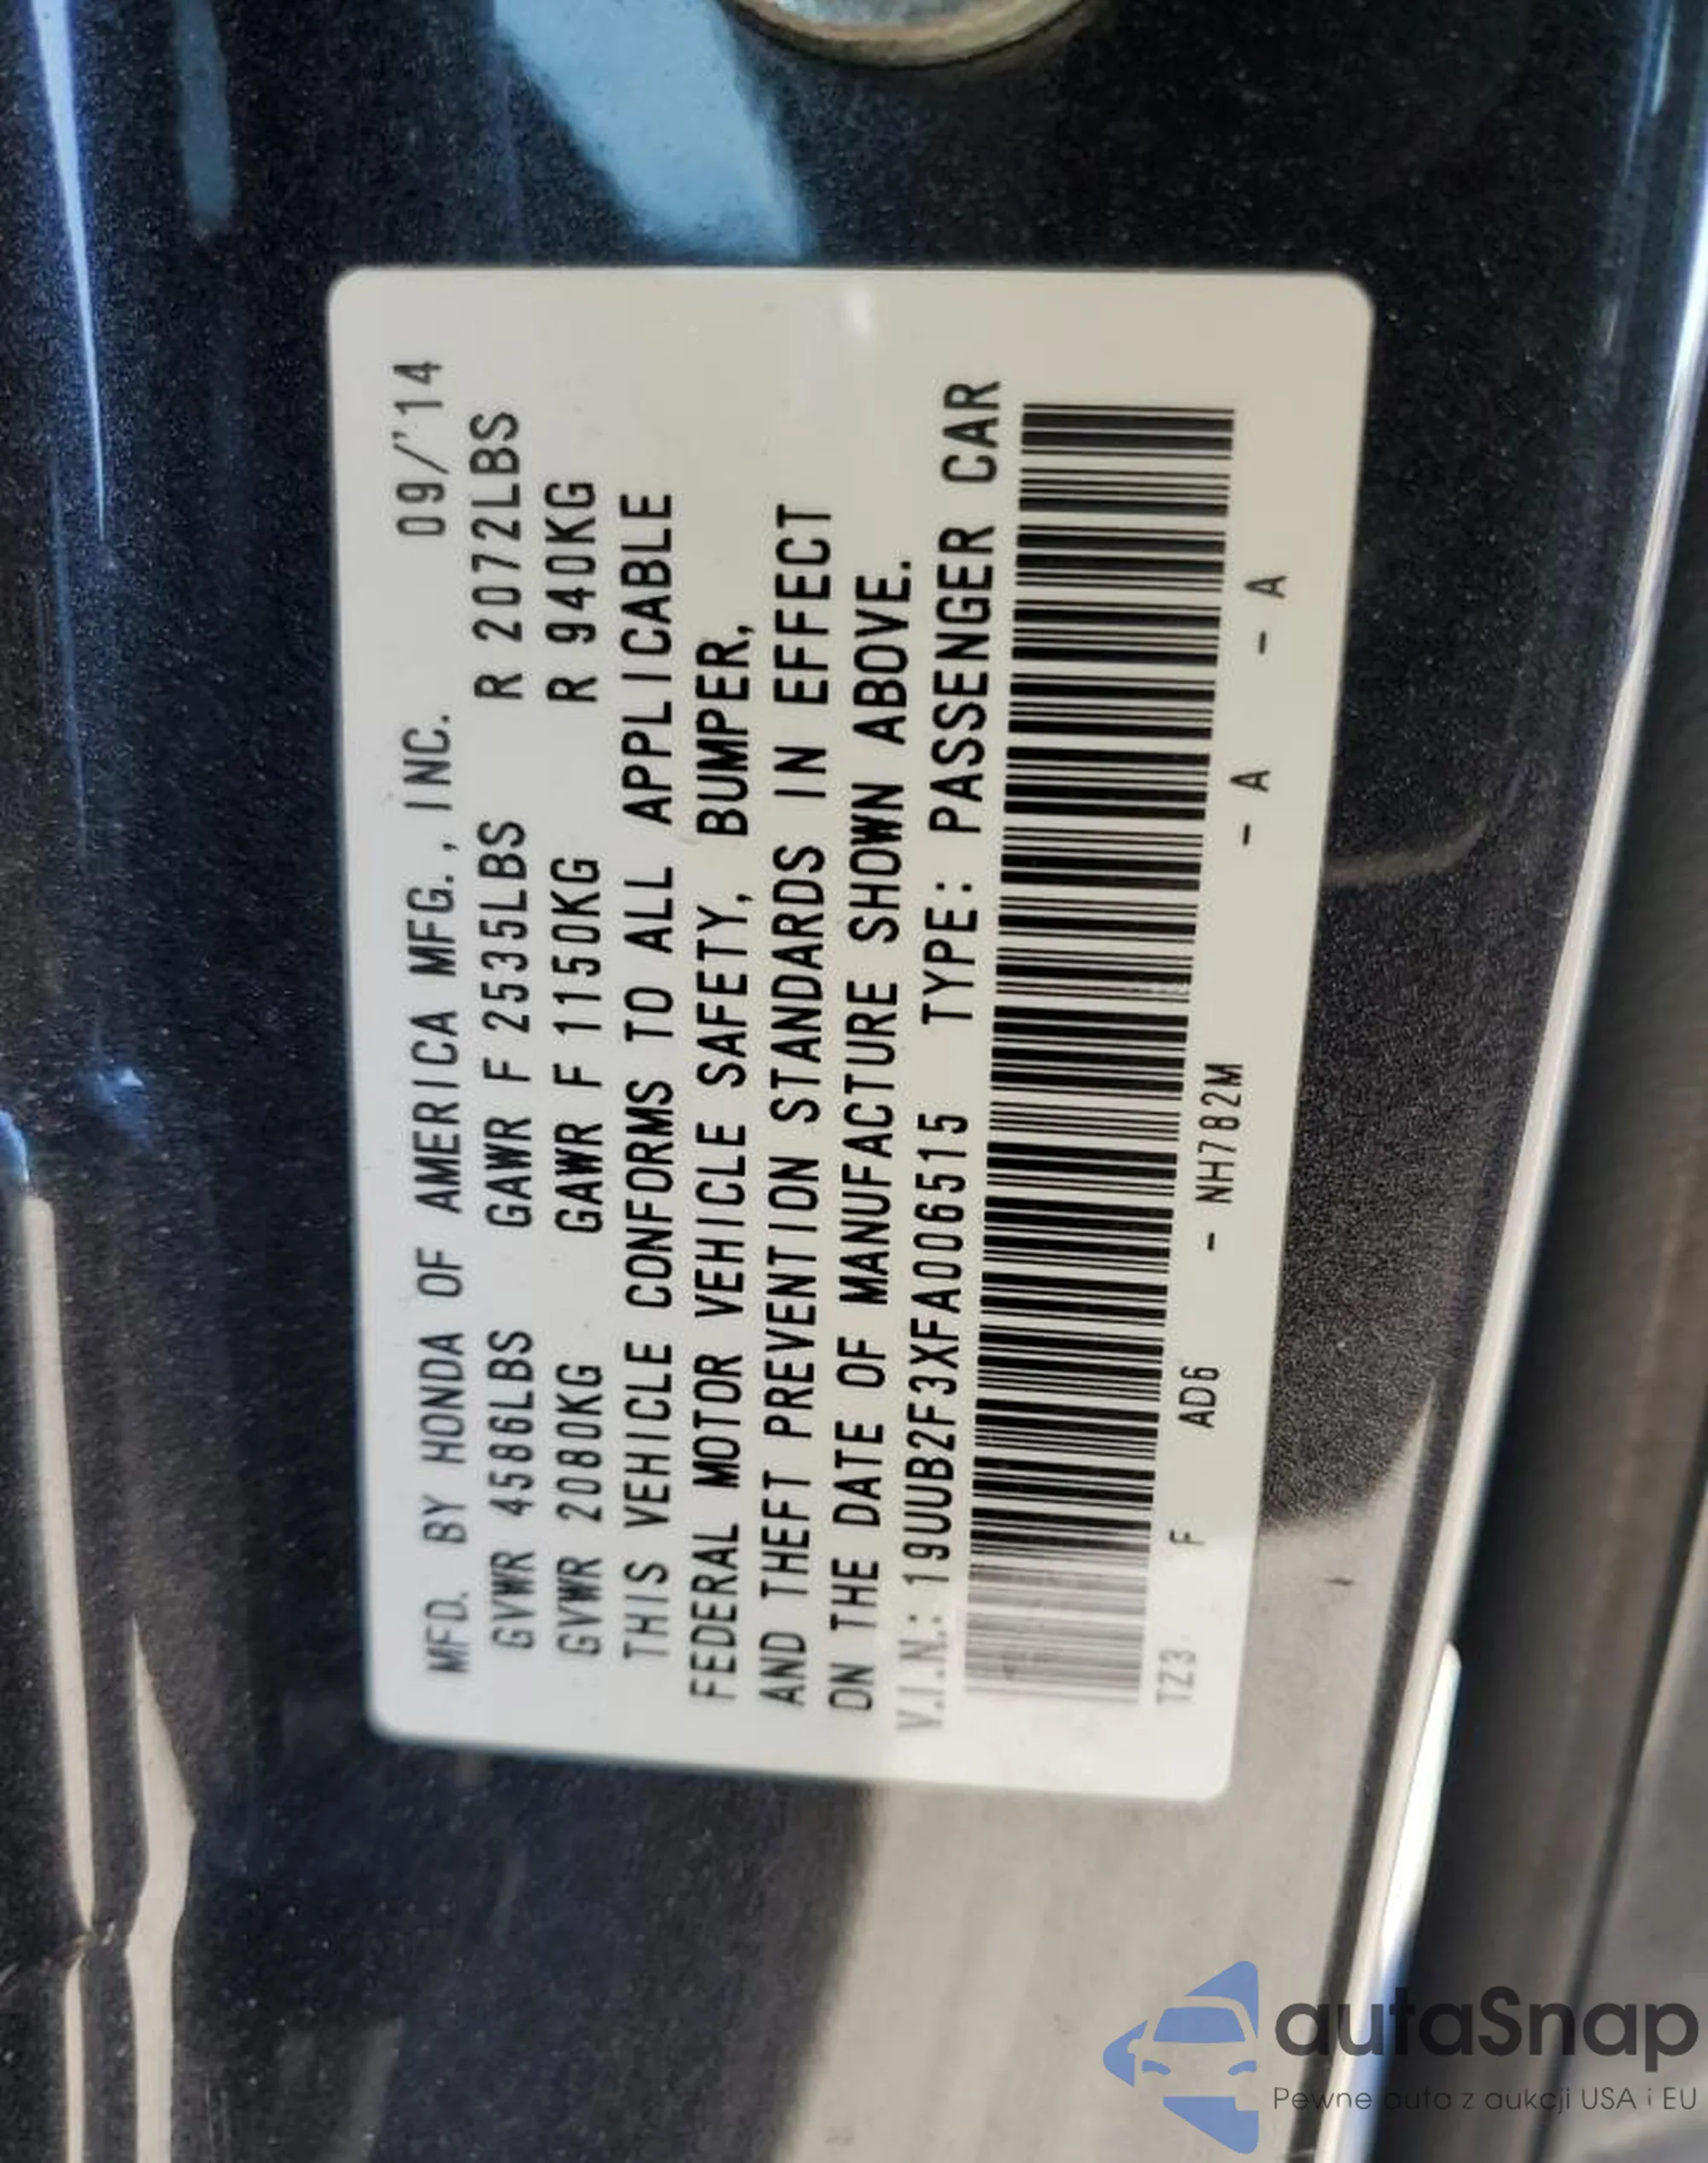 MFD. BY HONDA OF AMERICA MFG., INC. 09/'14
GVWR 4586LBS GAWR F 2535LBS R 2072LBS
GVWR 2080KG GAWR F 1150KG R 940KG
THIS VEHICLE CONFORMS TO ALL APPLICABLE
FEDERAL MOTOR VEHICLE SAFETY, BUMPER,
AND THEFT PREVENTION STANDARDS IN EFFECT
ON THE DATE OF MANUFACTURE SHOWN ABOVE.
V.I.N.: 19UUB2F3XFA006515 TYPE: PASSENGER CAR
TZ3 F AD6 - NH782M - A - A
autaSnap
Pewne auta z aukcji USA i EU